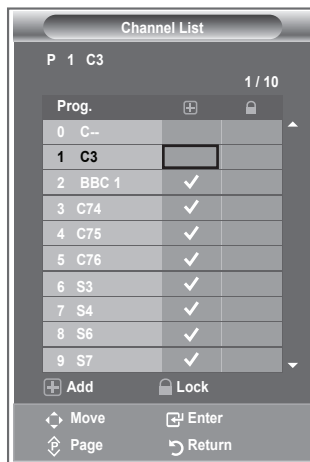 Channel List
P 1 C3
1 / 10
Prog.
0 C--
1 C3
2 BBC 1
3 C74
4 C75
5 C76
6 S3
7 S4
8 S6
9 S7
Add Lock
Move Enter
P Page Return